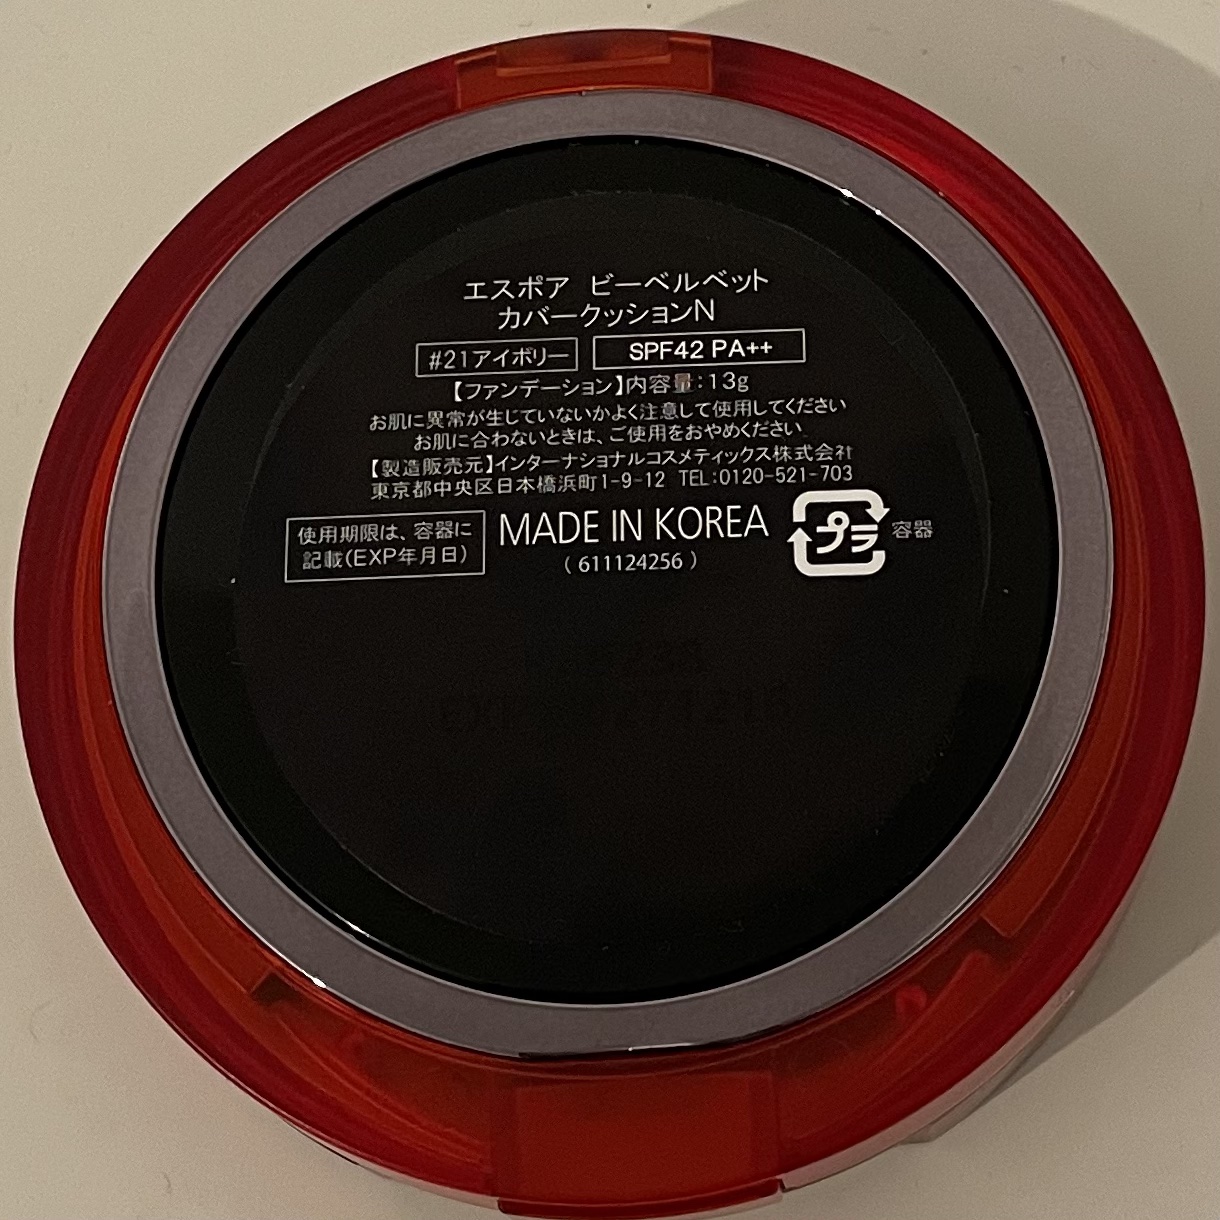 エスポア ビーベルベット
カバークッションN
#21アイボリー SPF42 PA++
【ファンデーション】内容量:13g
お肌に異常が生じていないかよく注意して使用してください
お肌に合わないときは、ご使用をおやめください
【製造販売元】インターナショナルコスメティックス株式会社
東京都中央区日本橋浜町1-9-12 TEL:0120-521-703
使用期限は、容器に
記載(EXP年月日)
MADE IN KOREA
( 611124256 )
プラ 容器